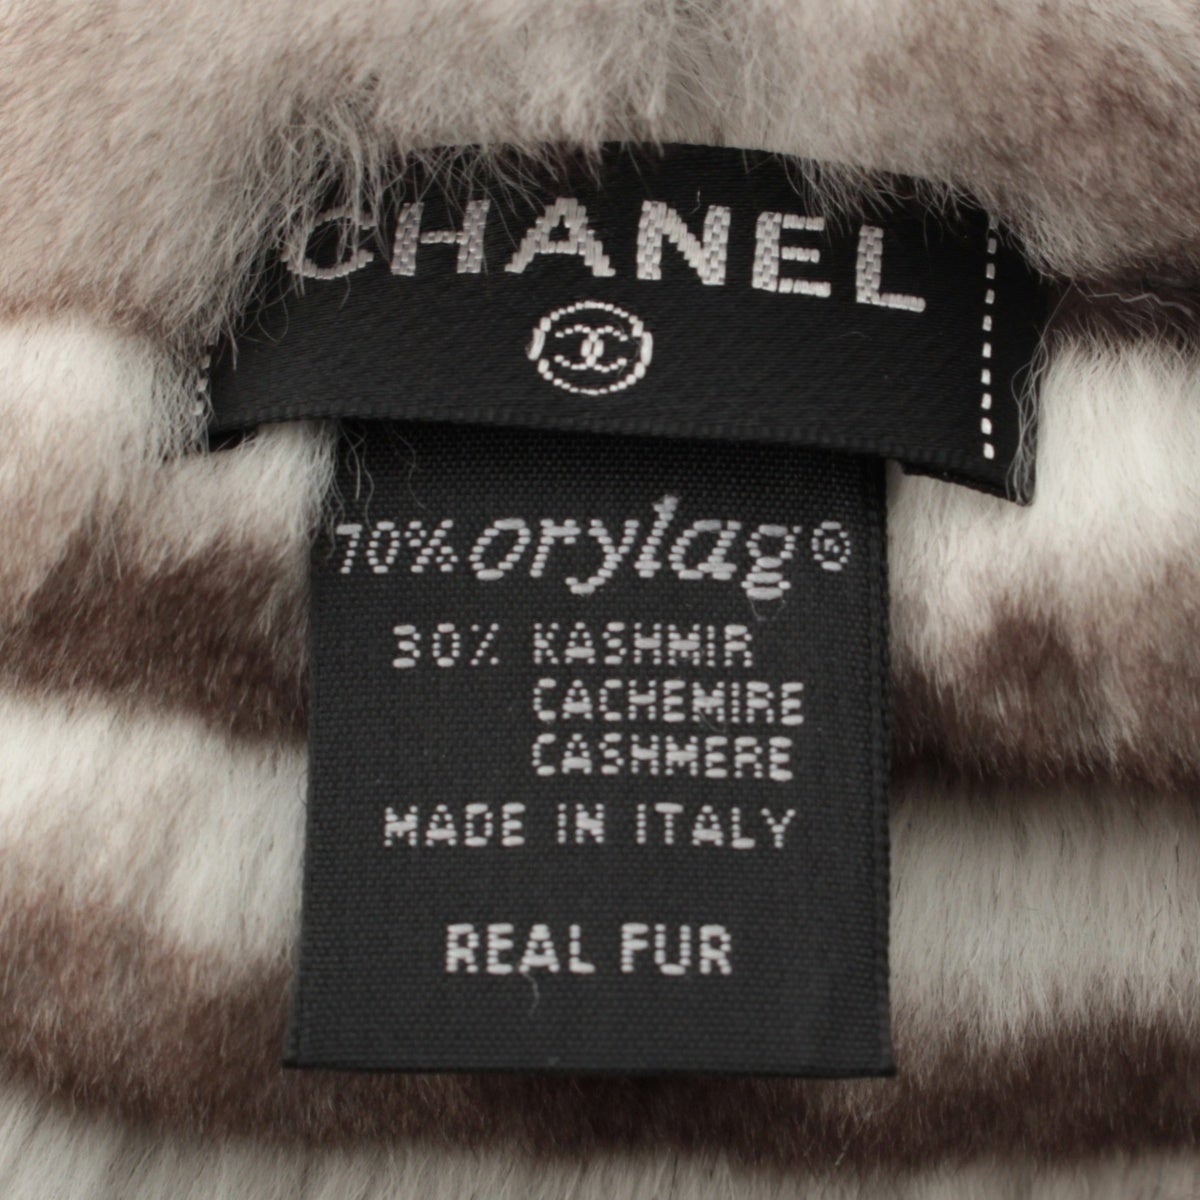 CHANEL
70% orylag®
30% KASHMIR
CACHEMIRE
CASHMERE
MADE IN ITALY
REAL FUR